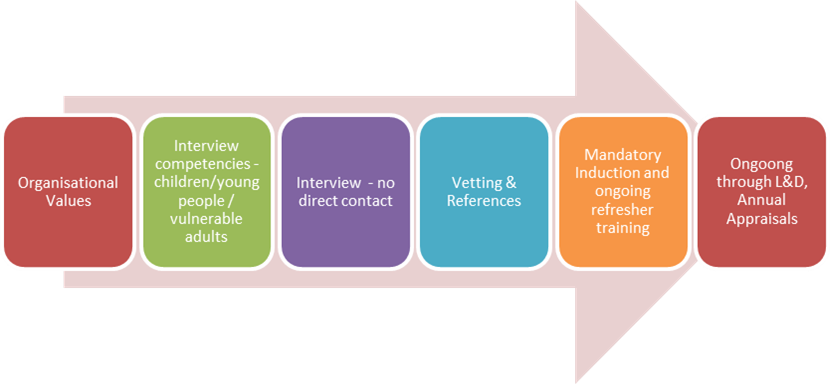 Organisational
Values
Interview
competencies -
children/young
people /
vulnerable
adults
Interview  - no
direct contact
Vetting &
References
Mandatory
Induction and
ongoing
refresher
training
Ongoong
through L&D,
Annual
Appraisals